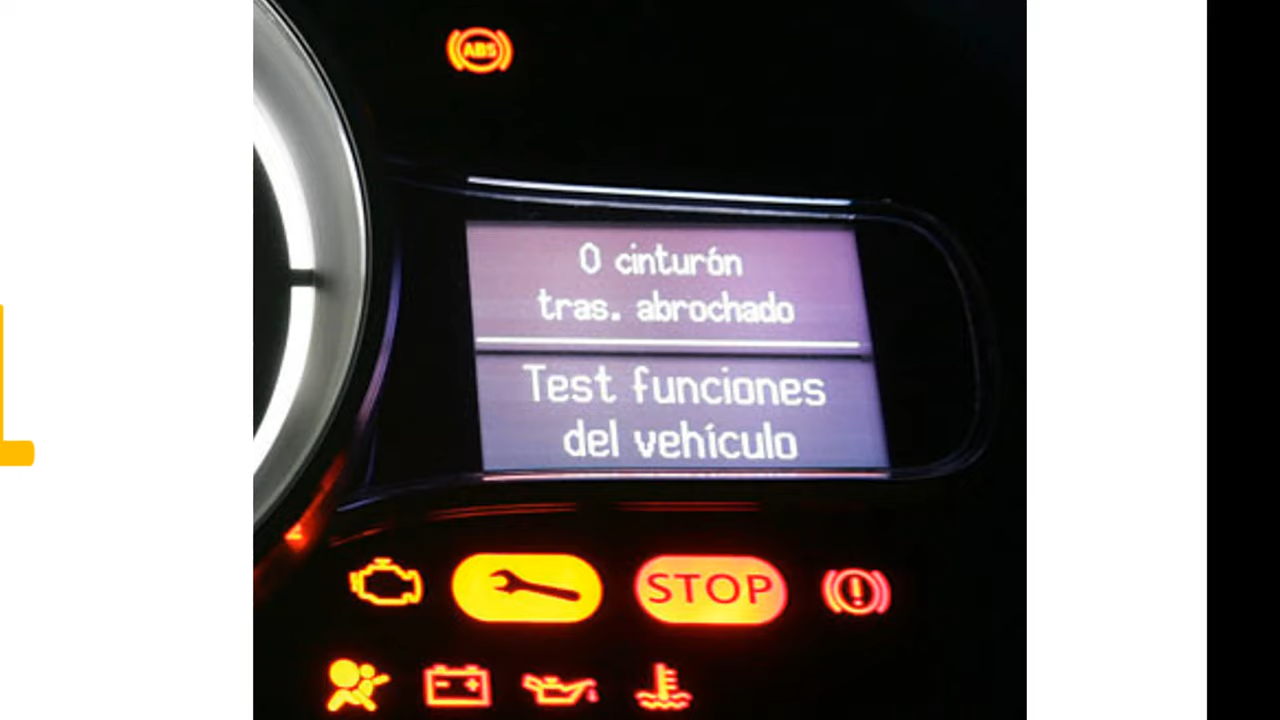 ABS
0 cinturón
tras. abrochado
Test funciones
del vehículo
STOP